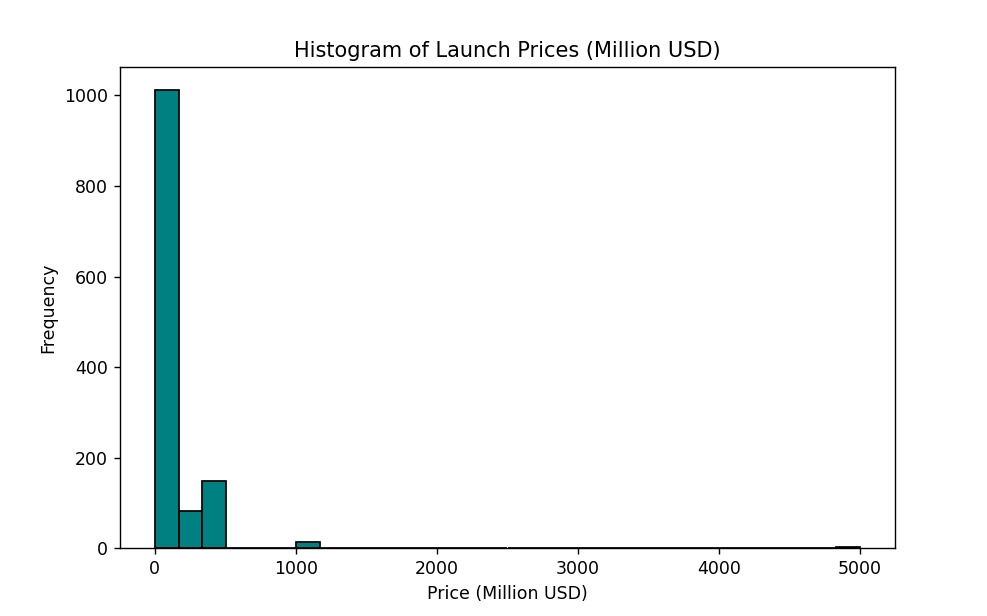 Histogram of Launch Prices (Million USD)
1000
800
600
400
200
0
Frequency
0 1000 2000 3000 4000 5000
Price (Million USD)